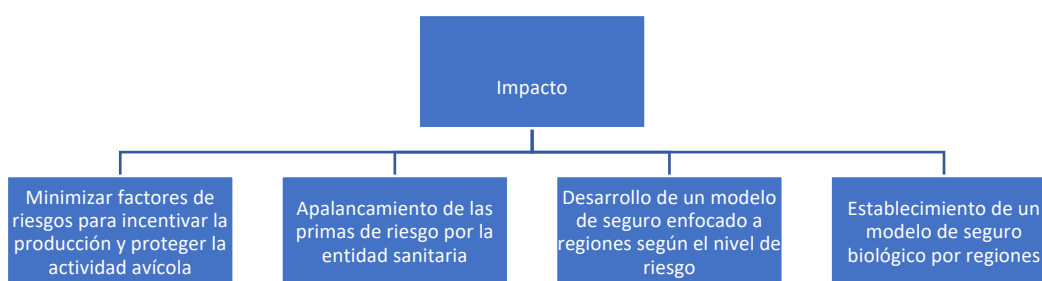 Impacto
Minimizar factores de
riesgos para incentivar la
producción y proteger la
actividad avícola
Apalancamiento de las
primas de riesgo por la
entidad sanitaria
Desarrollo de un modelo
de seguro enfocado a
regiones según el nivel de
riesgo
Establecimiento de un
modelo de seguro
biológico por regiones